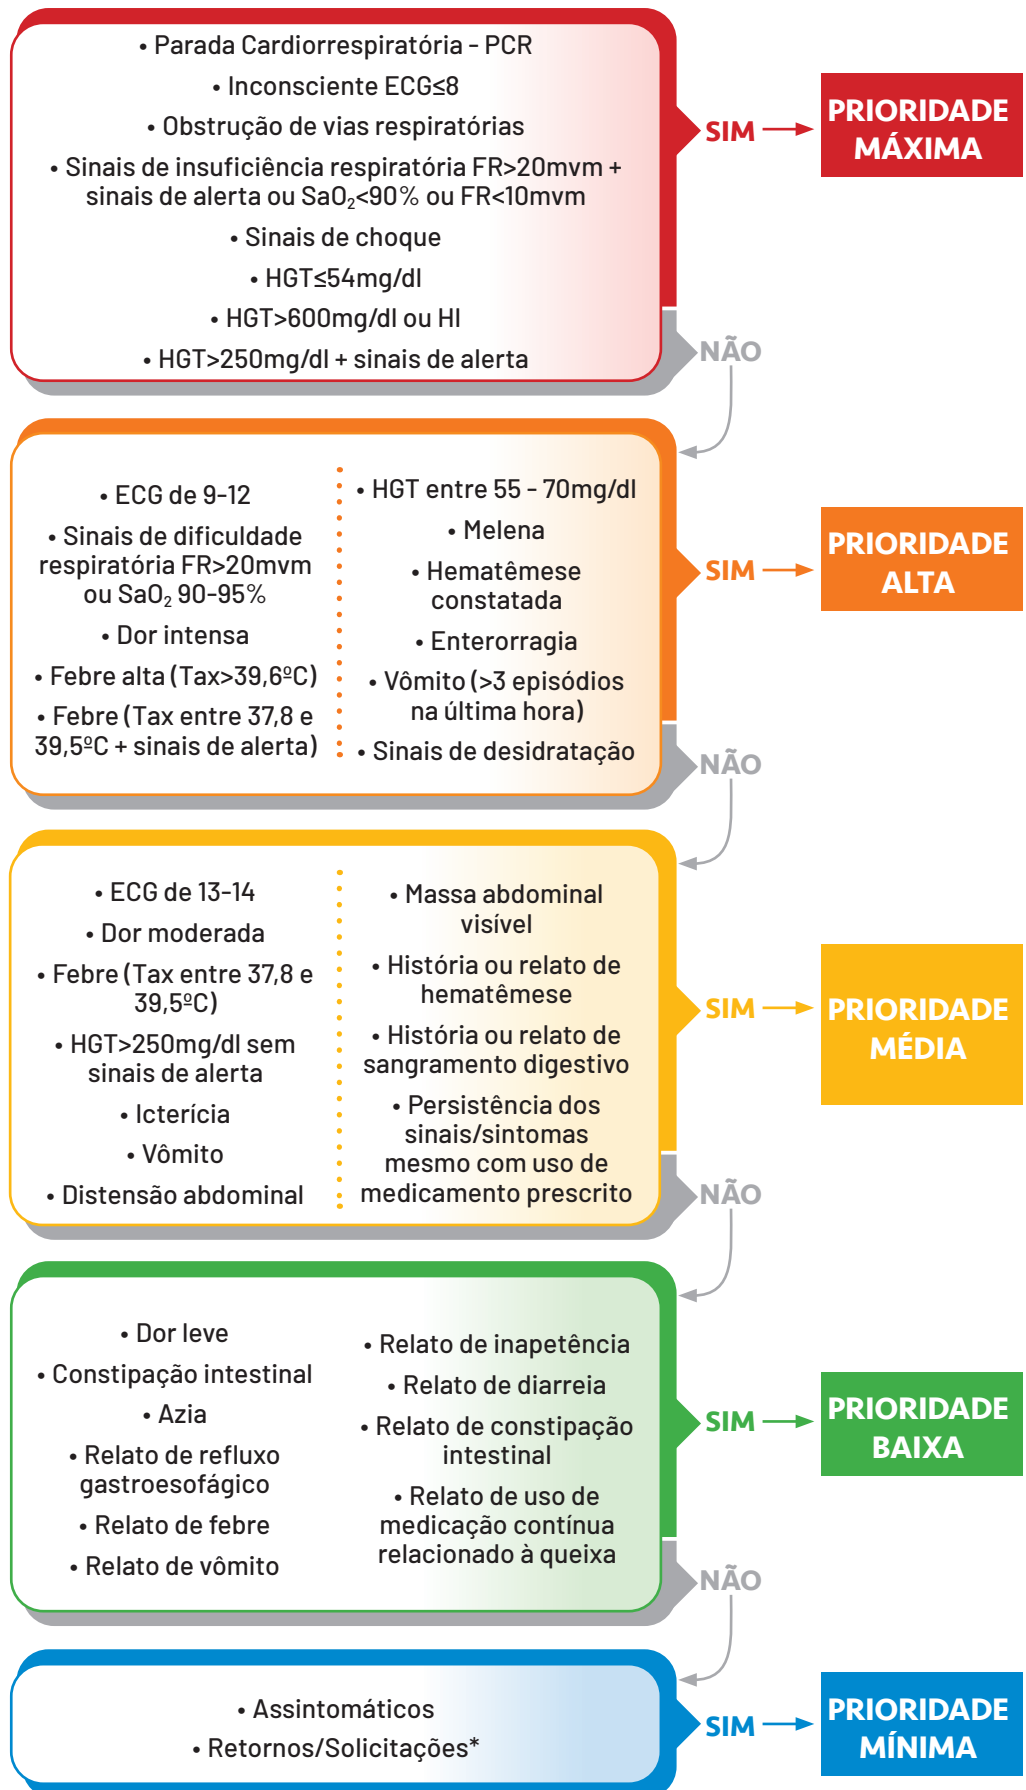 • Parada Cardiorrespiratória - PCR
• Inconsciente ECG≤8
• Obstrução de vias respiratórias
• Sinais de insuficiência respiratória FR>20mvm +
sinais de alerta ou SaO₂<90% ou FR<10mvm
• Sinais de choque
• HGT≤54mg/dl
• HGT>600mg/dl ou HI
• HGT>250mg/dl + sinais de alerta
SIM
PRIORIDADE
MÁXIMA
NÃO
• ECG de 9-12
• Sinais de dificuldade
respiratória FR>20mvm
ou SaO₂ 90-95%
• Dor intensa
• Febre alta (Tax>39,6ºC)
• Febre (Tax entre 37,8 e
39,5ºC + sinais de alerta)
• HGT entre 55 - 70mg/dl
• Melena
• Hematêmese
constatada
• Enterorragia
• Vômito (>3 episódios
na última hora)
• Sinais de desidratação
SIM
PRIORIDADE
ALTA
NÃO
• ECG de 13-14
• Dor moderada
• Febre (Tax entre 37,8 e
39,5ºC)
• HGT>250mg/dl sem
sinais de alerta
• Icterícia
• Vômito
• Distensão abdominal
• Massa abdominal
visível
• História ou relato de
hematêmese
• História ou relato de
sangramento digestivo
• Persistência dos
sinais/sintomas
mesmo com uso de
medicamento prescrito
SIM
PRIORIDADE
MÉDIA
NÃO
• Dor leve
• Constipação intestinal
• Azia
• Relato de refluxo
gastroesofágico
• Relato de febre
• Relato de vômito
• Relato de inapetência
• Relato de diarreia
• Relato de constipação
intestinal
• Relato de uso de
medicação contínua
relacionado à queixa
SIM
PRIORIDADE
BAIXA
NÃO
• Assintomáticos
• Retornos/Solicitações*
SIM
PRIORIDADE
MÍNIMA